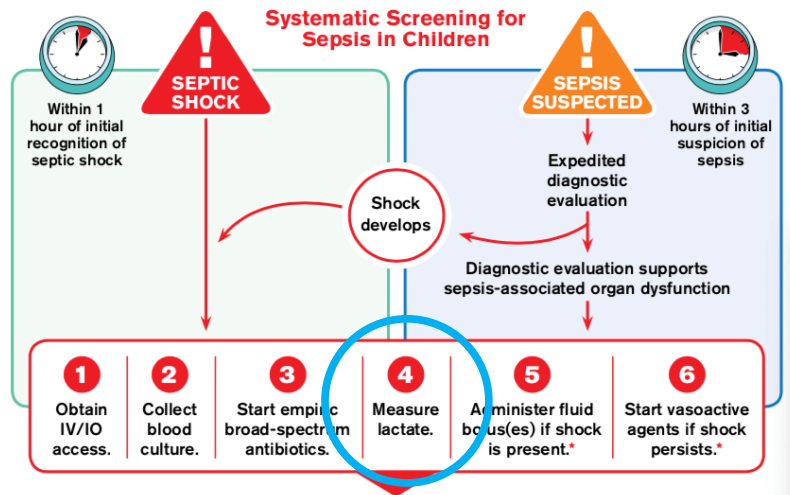 Systematic Screening for
Sepsis in Children
!
SEPTIC
SHOCK
!
SEPSIS
SUSPECTED
Within 1
hour of initial
recognition of
septic shock
Within 3
hours of initial
suspicion of
sepsis
Expedited
diagnostic
evaluation
Shock
develops
Diagnostic evaluation supports
sepsis-associated organ dysfunction
1
Obtain
IV/IO
access.
2
Collect
blood
culture.
3
Start empiric
broad-spectrum
antibiotics.
4
Measure
lactate.
5
Administer fluid
bolus(es) if shock
is present.*
6
Start vasoactive
agents if shock
persists.*